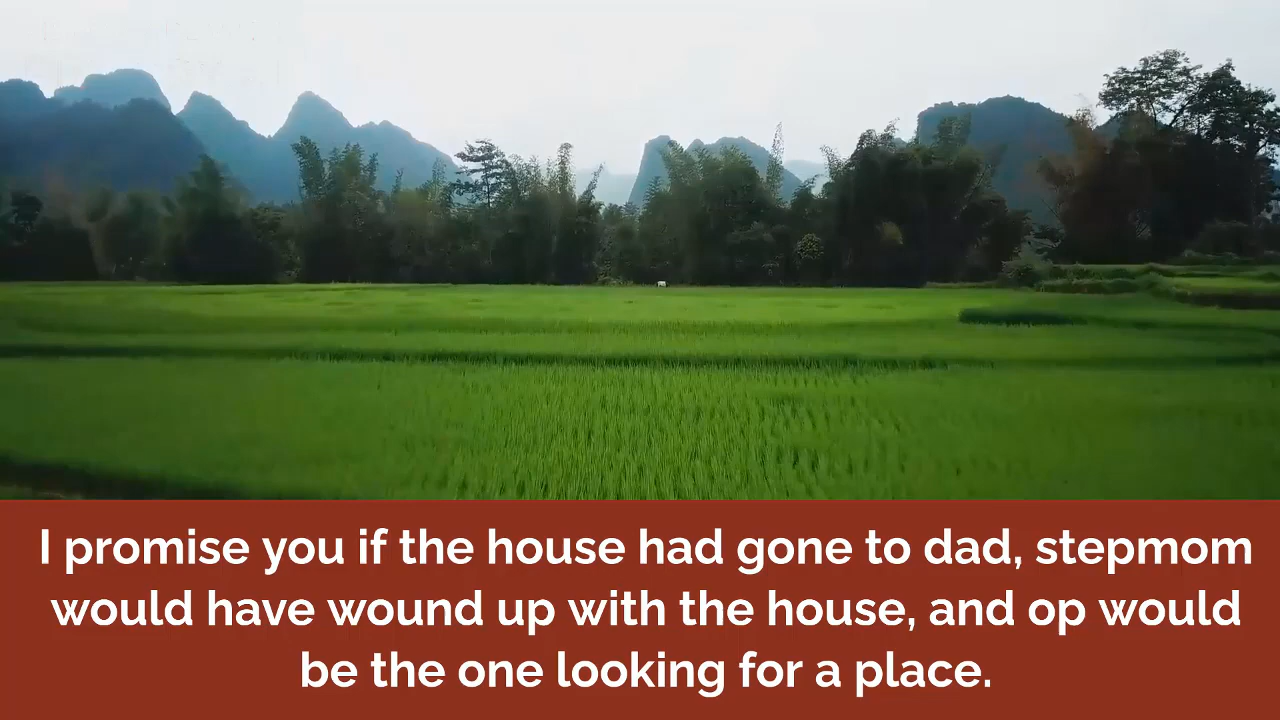 I promise you if the house had gone to dad, stepmom
would have wound up with the house, and op would
be the one looking for a place.